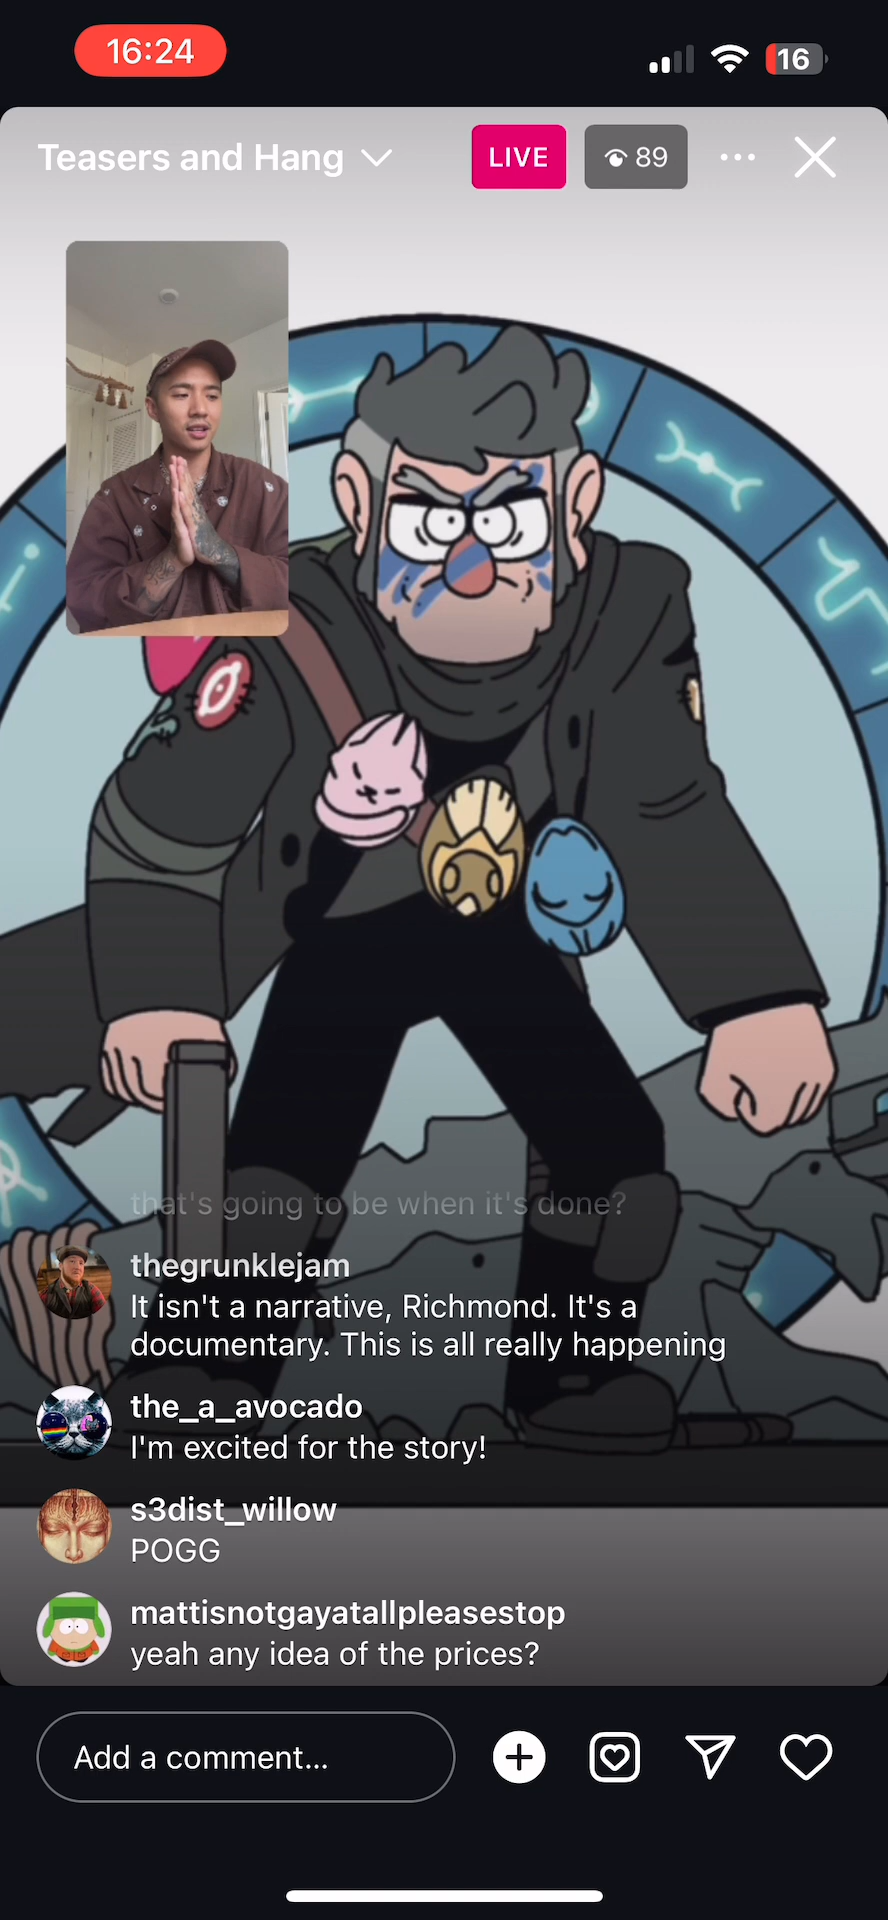 16:24
16
Teasers and Hang
LIVE
89
that's going to be when it's done?
thegrunklejam
It isn't a narrative, Richmond. It's a
documentary. This is all really happening
the_a_avocado
I'm excited for the story!
s3dist_willow
POGG
mattisnotgayatallpleasestop
yeah any idea of the prices?
Add a comment...